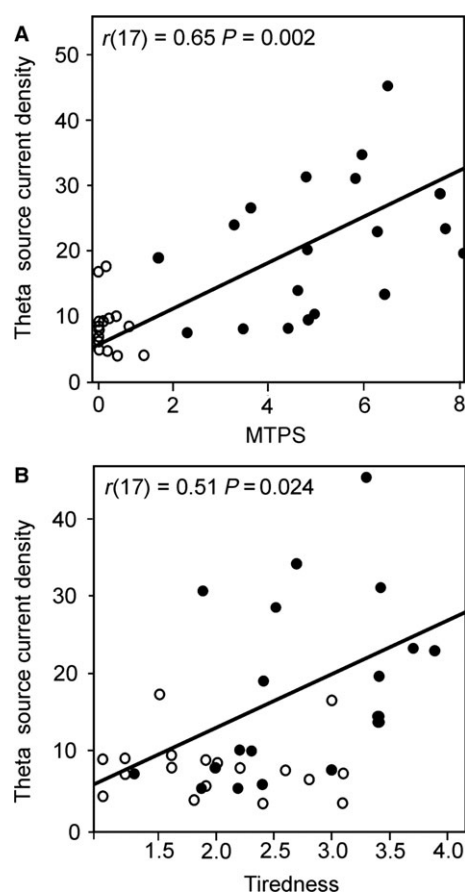 A
r(17) = 0.65 P = 0.002
50
40
30
20
10
0
Theta source current density
0 2 4 6 8
MTPS
B
r(17) = 0.51 P = 0.024
40
30
20
10
0
Theta source current density
1.5 2.0 2.5 3.0 3.5 4.0
Tiredness